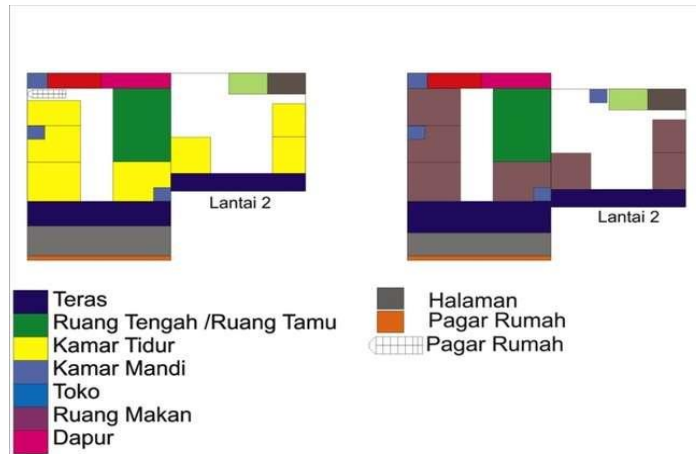 Lantai 2
Lantai 2
Teras
Ruang Tengah /Ruang Tamu
Kamar Tidur
Kamar Mandi
Toko
Ruang Makan
Dapur
Halaman
Pagar Rumah
Pagar Rumah